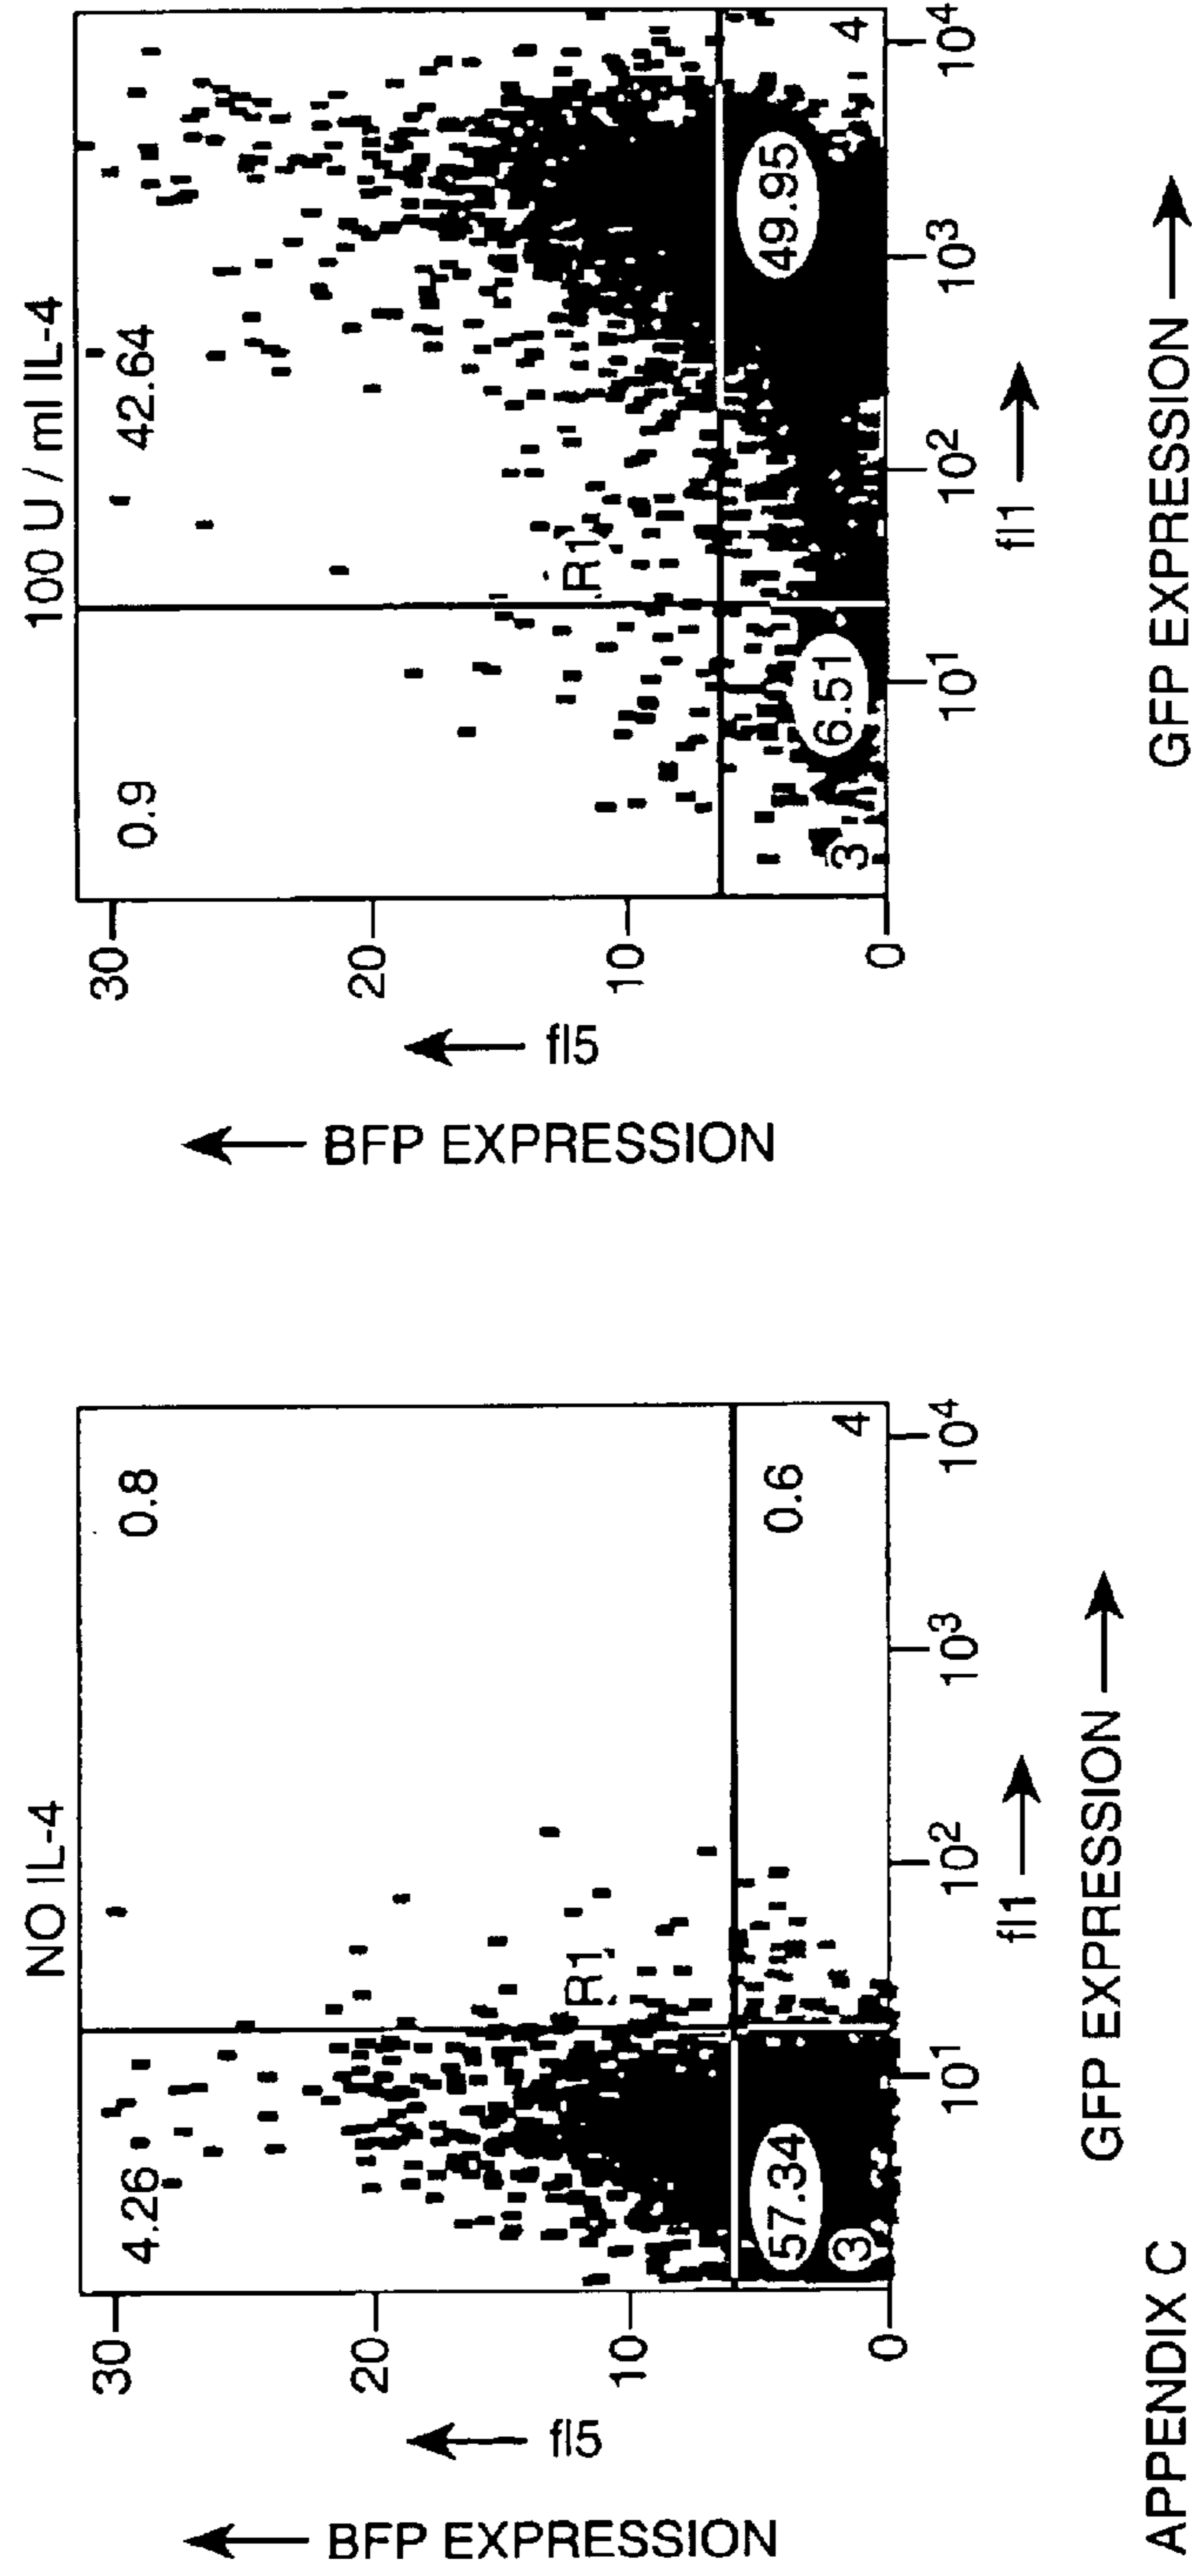 NO IL-4
4.26
0.8
R1
57.34
0.6
3
4
30
20
10
0
fl5
BFP EXPRESSION
10¹
10²
10³
10⁴
fl1
GFP EXPRESSION
100 U / ml IL-4
0.9
42.64
R1
6.51
49.95
3
4
30
20
10
0
fl5
BFP EXPRESSION
10¹
10²
10³
10⁴
fl1
GFP EXPRESSION
APPENDIX C